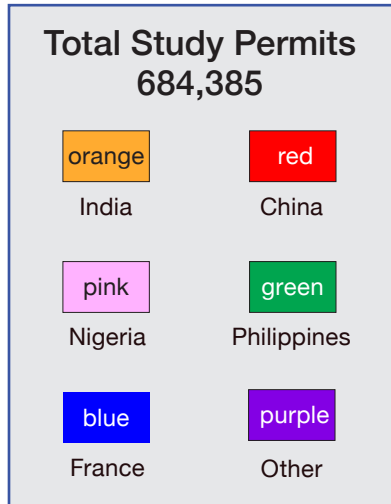 Total Study Permits
684,385
orange red
India China
pink green
Nigeria Philippines
blue purple
France Other